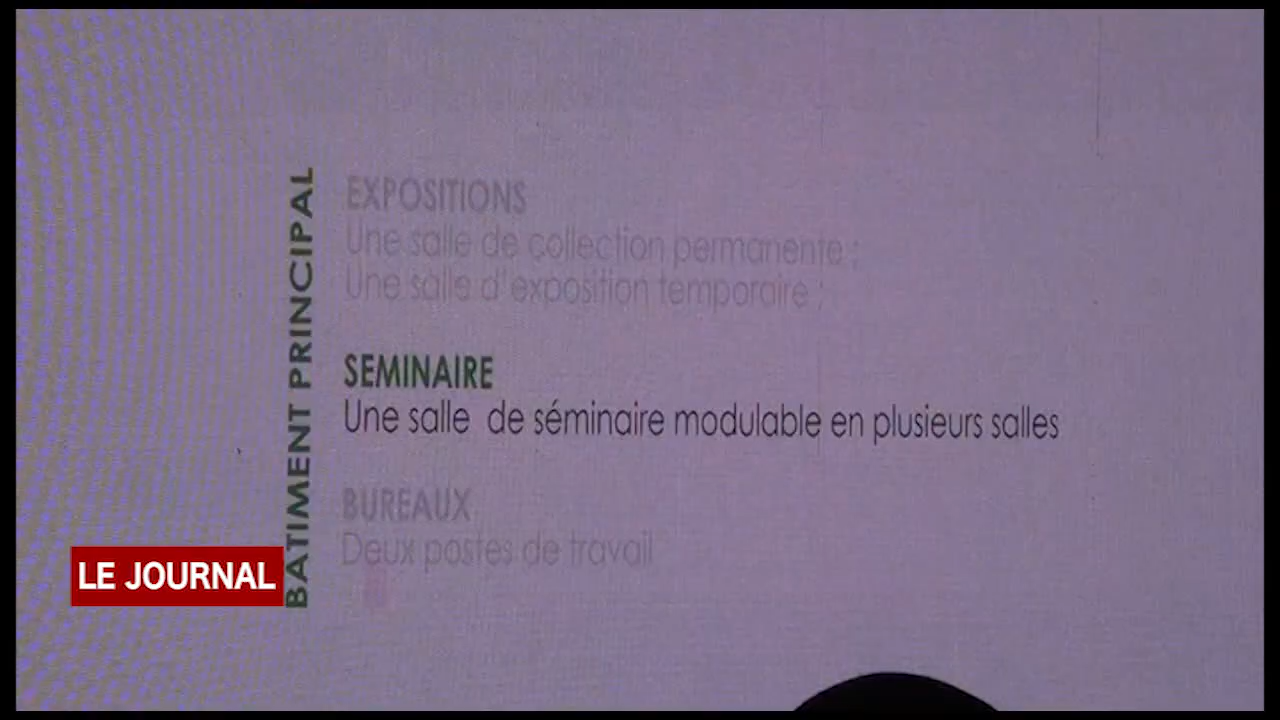 BATIMENT PRINCIPAL
EXPOSITIONS
Une salle de collection permanente ;
Une salle d'exposition temporaire ;
SEMINAIRE
Une salle de séminaire modulable en plusieurs salles
BUREAUX
Deux postes de travail
LE JOURNAL